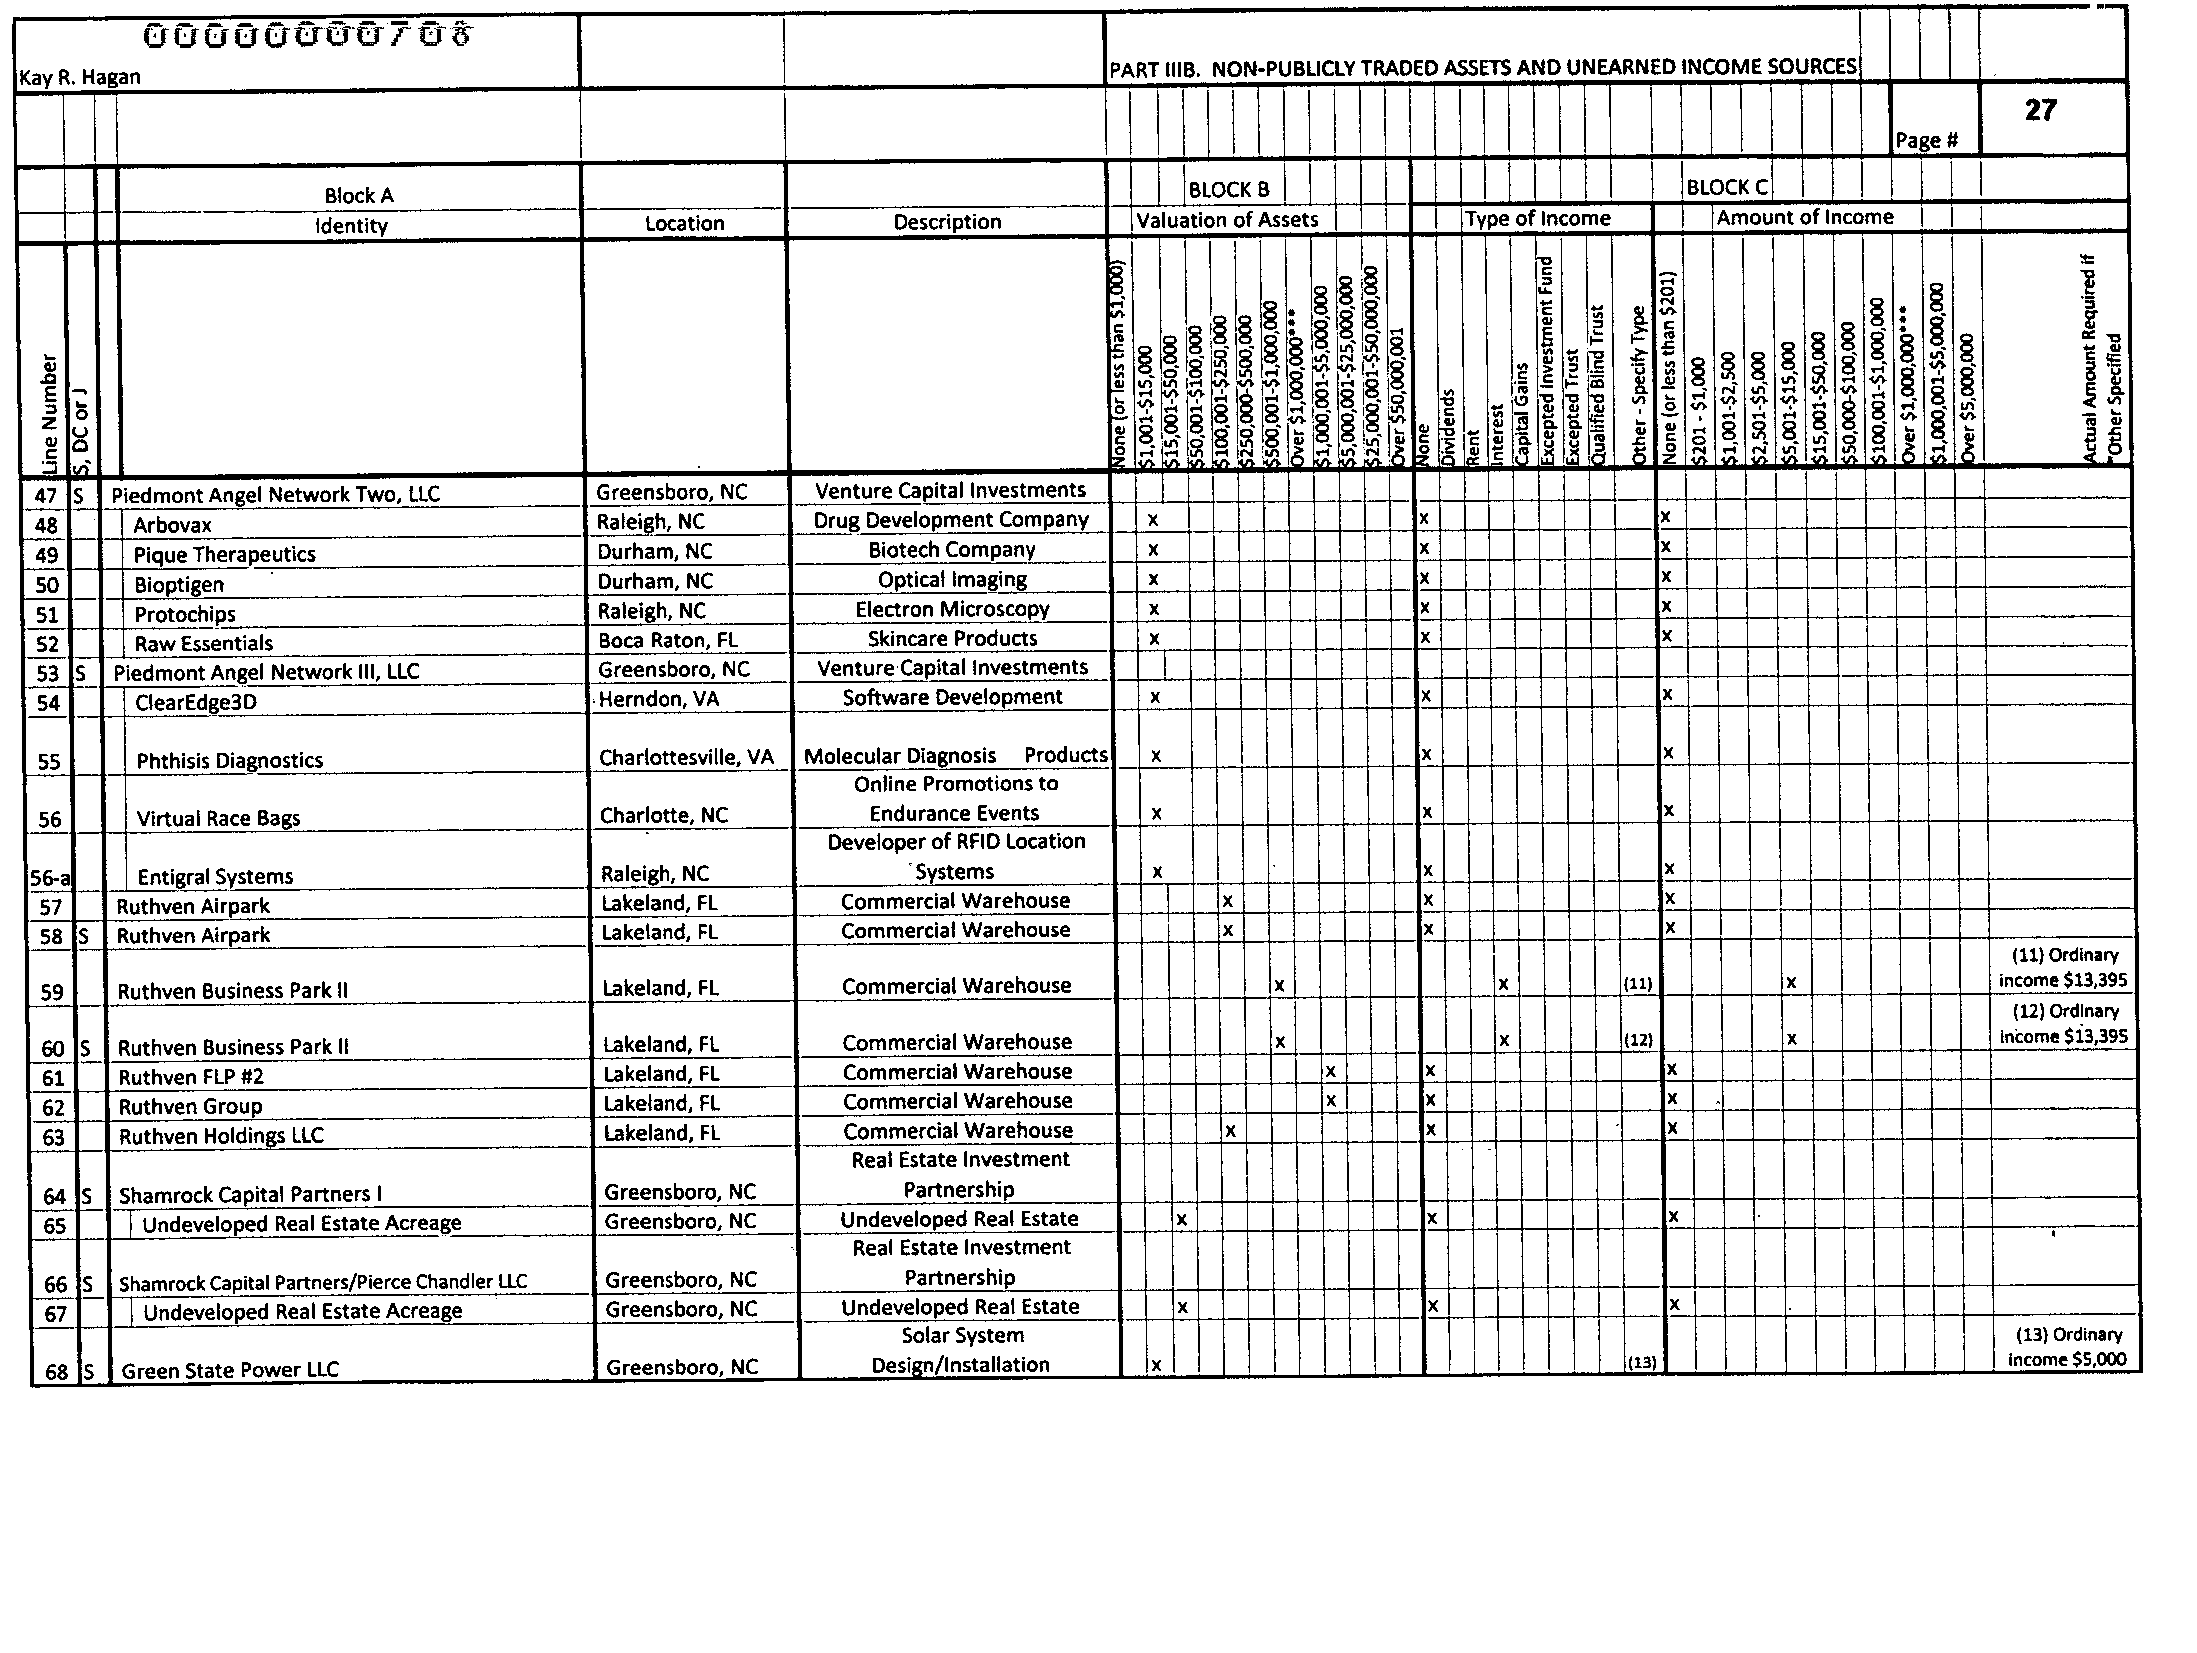 000000000708
Kay R. Hagan
PART IIIB. NON-PUBLICLY TRADED ASSETS AND UNEARNED INCOME SOURCES
Page # 27
Block A BLOCK B BLOCK C
Identity Location Description Valuation of Assets Type of Income Amount of Income
Line Number
S, DC or J
None (or less than $1,000)
$1,001-$15,000
$15,001-$50,000
$50,001-$100,000
$100,001-$250,000
$250,000-$500,000
$500,001-$1,000,000
Over $1,000,000***
$1,000,001-$5,000,000
$5,000,001-$25,000,000
$25,000,001-$50,000,000
Over $50,000,001
None
Dividends
Rent
Interest
Capital Gains
Excepted Investment Fund
Excepted Trust
Qualified Blind Trust
Other - Specify Type
None (or less than $201)
$201 - $1,000
$1,001-$2,500
$2,501-$5,000
$5,001-$15,000
$15,001-$50,000
$50,000-$100,000
$100,001-$1,000,000
Over $1,000,000***
$1,000,001-$5,000,000
Over $5,000,000
Actual Amount Required if
"Other Specified
47 S Piedmont Angel Network Two, LLC Greensboro, NC Venture Capital Investments
48 Arbovax Raleigh, NC Drug Development Company x x x
49 Pique Therapeutics Durham, NC Biotech Company x x x
50 Bioptigen Durham, NC Optical Imaging x x x
51 Protochips Raleigh, NC Electron Microscopy x x x
52 Raw Essentials Boca Raton, FL Skincare Products x x x
53 S Piedmont Angel Network III, LLC Greensboro, NC Venture Capital Investments
54 ClearEdge3D Herndon, VA Software Development x x x
55 Phthisis Diagnostics Charlottesville, VA Molecular Diagnosis Products x x x
Online Promotions to
56 Virtual Race Bags Charlotte, NC Endurance Events x x x
Developer of RFID Location
56-a Entigral Systems Raleigh, NC Systems x x x
57 Ruthven Airpark Lakeland, FL Commercial Warehouse x x x
58 S Ruthven Airpark Lakeland, FL Commercial Warehouse x x x
(11) Ordinary
59 Ruthven Business Park II Lakeland, FL Commercial Warehouse x x (11) x income $13,395
(12) Ordinary
60 S Ruthven Business Park II Lakeland, FL Commercial Warehouse x x (12) x income $13,395
61 Ruthven FLP #2 Lakeland, FL Commercial Warehouse x x x
62 Ruthven Group Lakeland, FL Commercial Warehouse x x x
63 Ruthven Holdings LLC Lakeland, FL Commercial Warehouse x x x
Real Estate Investment
64 S Shamrock Capital Partners I Greensboro, NC Partnership
65 Undeveloped Real Estate Acreage Greensboro, NC Undeveloped Real Estate x x x
Real Estate Investment
66 S Shamrock Capital Partners/Pierce Chandler LLC Greensboro, NC Partnership
67 Undeveloped Real Estate Acreage Greensboro, NC Undeveloped Real Estate x x x
Solar System (13) Ordinary
68 S Green State Power LLC Greensboro, NC Design/Installation x (13) income $5,000